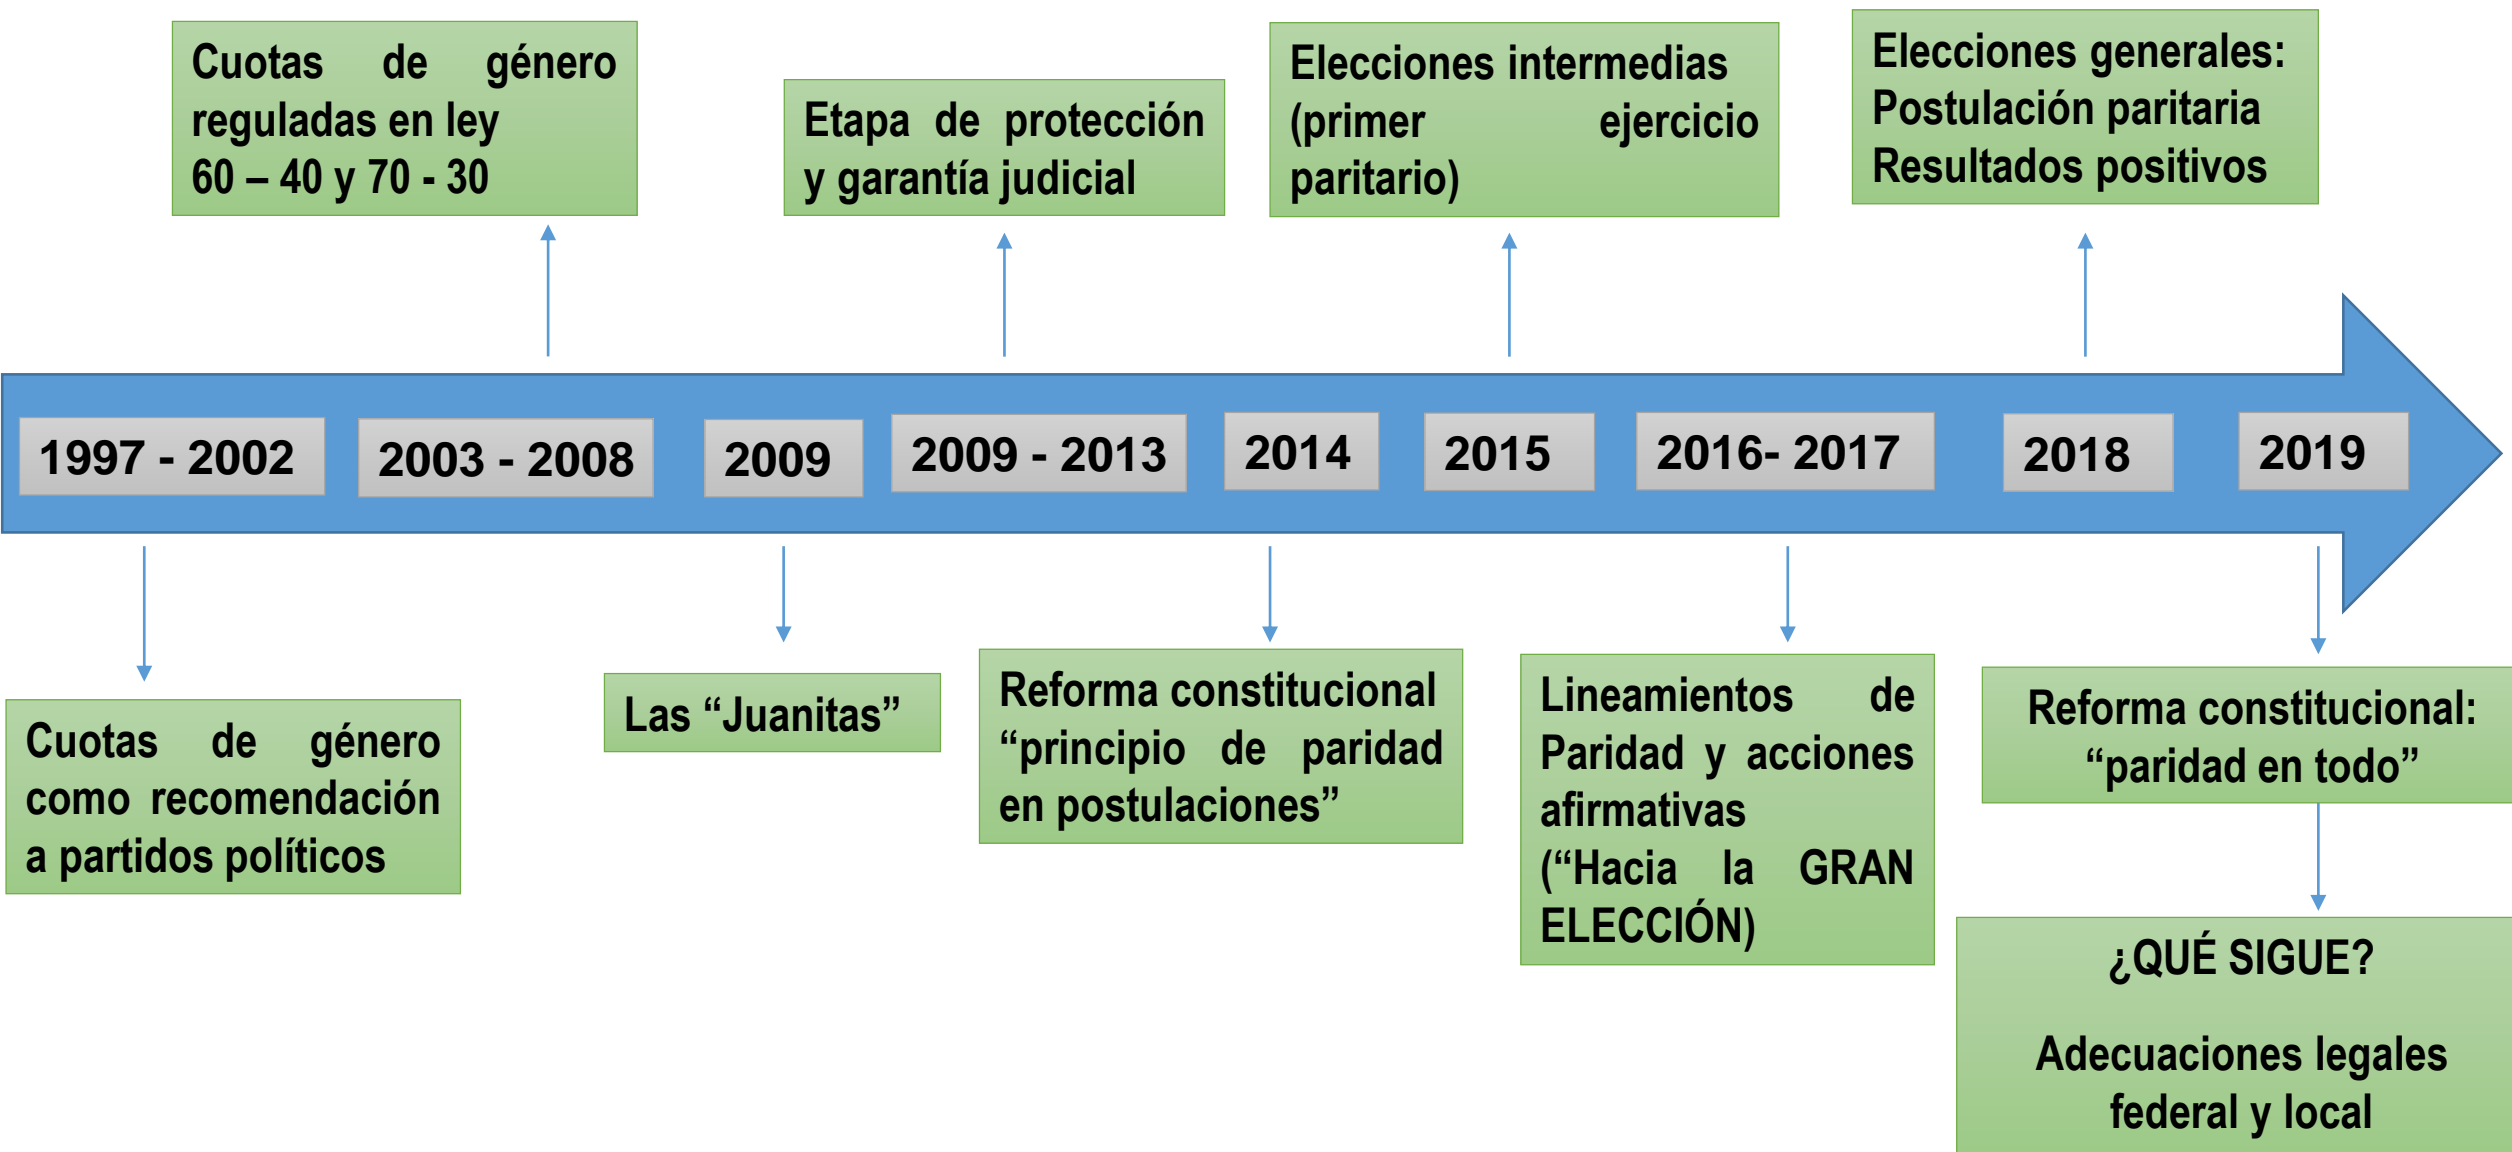 Cuotas de género
reguladas en ley
60 – 40 y 70 - 30
Etapa de protección
y garantía judicial
Elecciones intermedias
(primer ejercicio
paritario)
Elecciones generales:
Postulación paritaria
Resultados positivos
1997 - 2002
2003 - 2008
2009
2009 - 2013
2014
2015
2016- 2017
2018
2019
Cuotas de género
como recomendación
a partidos políticos
Las “Juanitas”
Reforma constitucional
“principio de paridad
en postulaciones”
Lineamientos de
Paridad y acciones
afirmativas
(“Hacia la GRAN
ELECCIÓN)
Reforma constitucional:
“paridad en todo”
¿QUÉ SIGUE?
Adecuaciones legales
federal y local